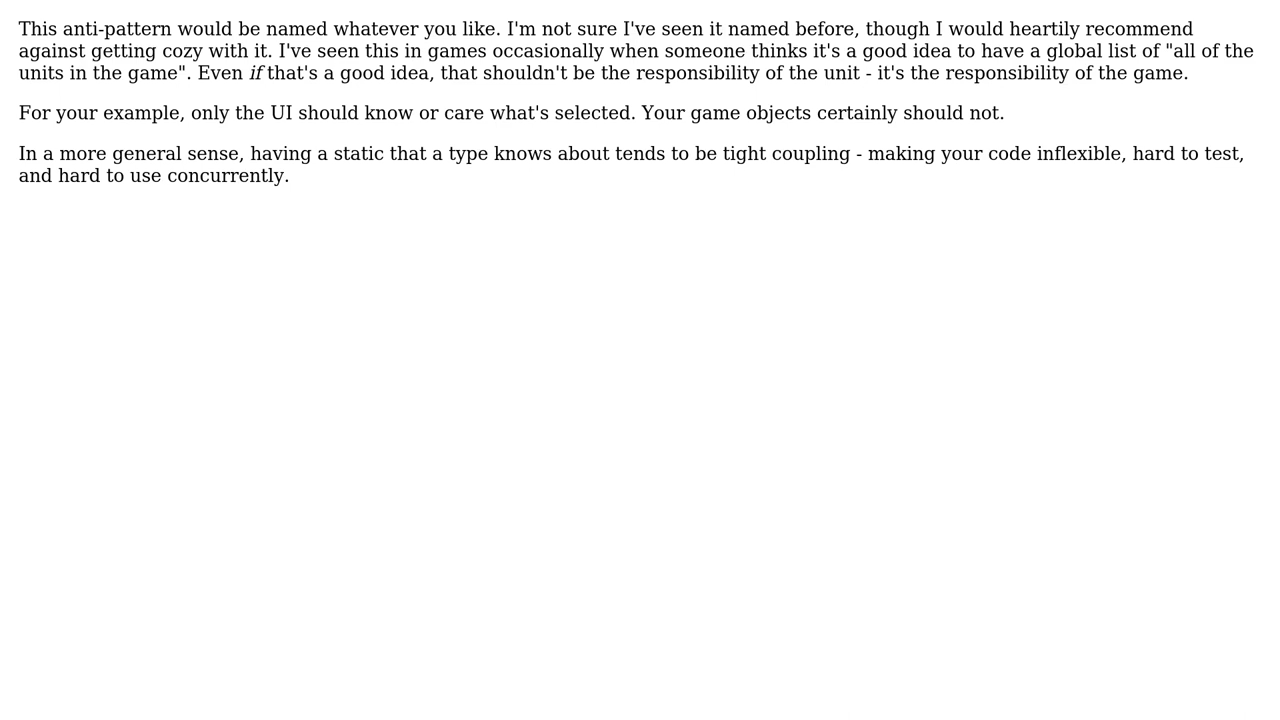 This anti-pattern would be named whatever you like. I'm not sure I've seen it named before, though I would heartily recommend
against getting cozy with it. I've seen this in games occasionally when someone thinks it's a good idea to have a global list of "all of the
units in the game". Even if that's a good idea, that shouldn't be the responsibility of the unit - it's the responsibility of the game.
For your example, only the UI should know or care what's selected. Your game objects certainly should not.
In a more general sense, having a static that a type knows about tends to be tight coupling - making your code inflexible, hard to test,
and hard to use concurrently.